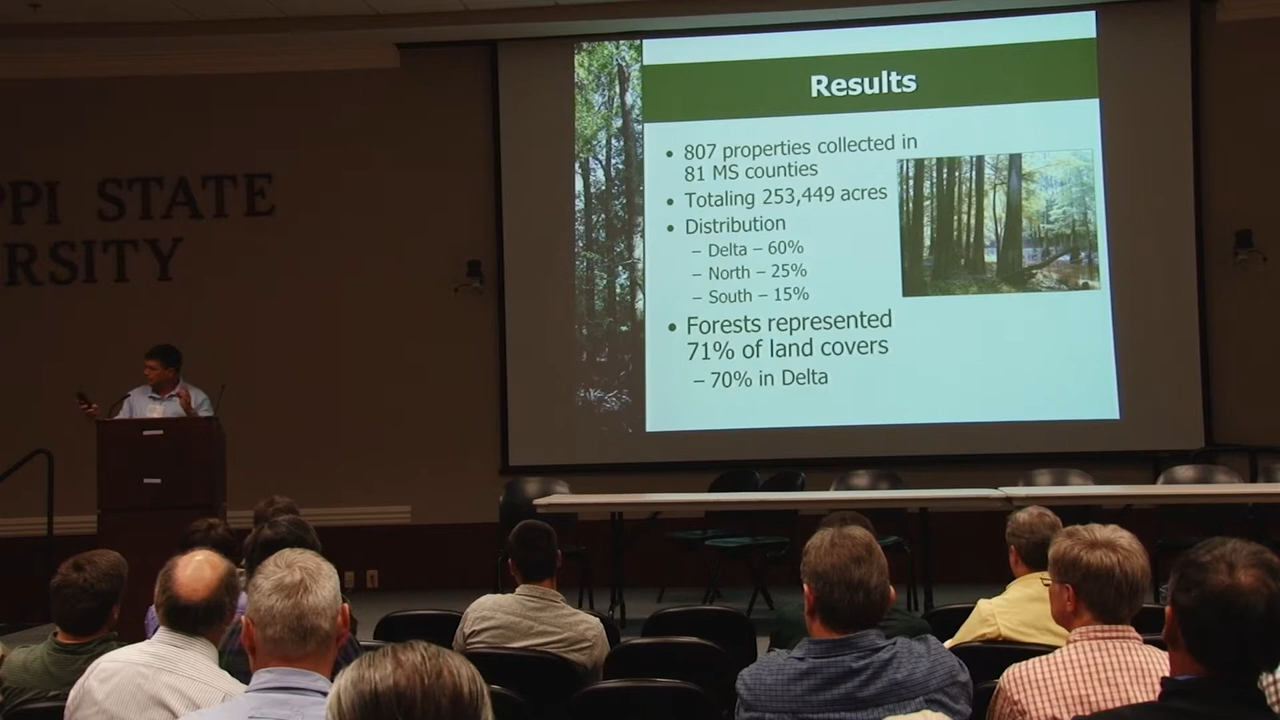 PPI STATE
RSITY
Results
• 807 properties collected in
81 MS counties
• Totaling 253,449 acres
• Distribution
– Delta – 60%
– North – 25%
– South – 15%
• Forests represented
71% of land covers
– 70% in Delta